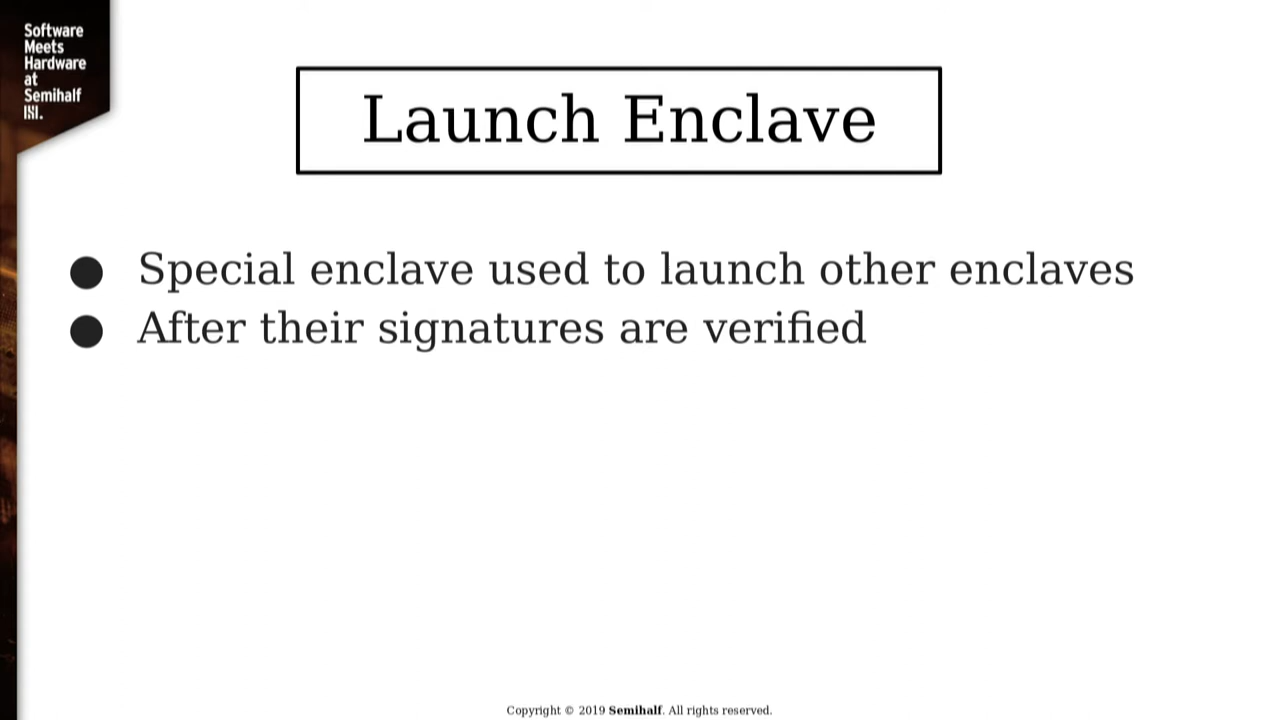 Software
Meets
Hardware
at
Semihalf
Launch Enclave
● Special enclave used to launch other enclaves
● After their signatures are verified
Copyright © 2019 Semihalf. All rights reserved.